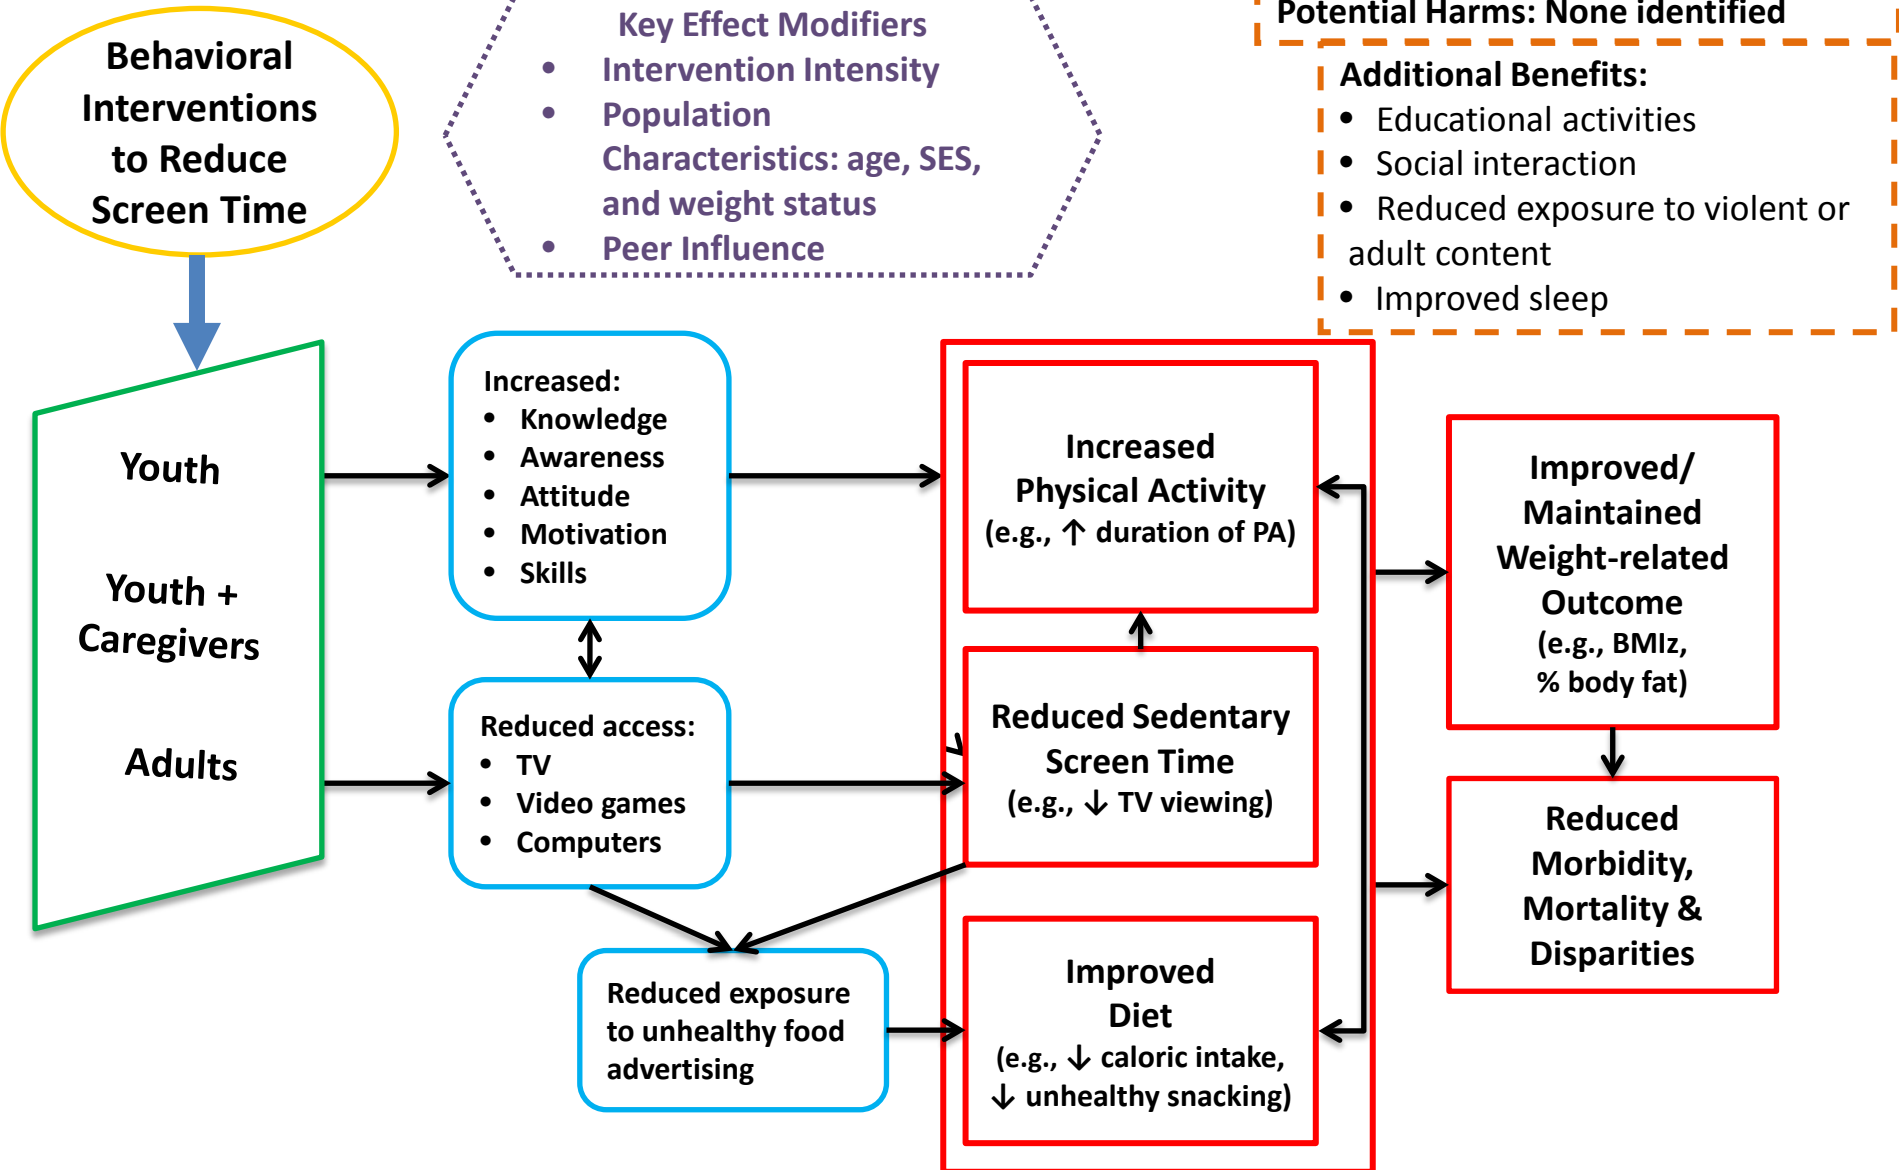 Behavioral
Interventions
to Reduce
Screen Time
Key Effect Modifiers
• Intervention Intensity
• Population
Characteristics: age, SES,
and weight status
• Peer Influence
Potential Harms: None identified
Additional Benefits:
• Educational activities
• Social interaction
• Reduced exposure to violent or
adult content
• Improved sleep
Youth
Youth +
Caregivers
Adults
Increased:
• Knowledge
• Awareness
• Attitude
• Motivation
• Skills
Reduced access:
• TV
• Video games
• Computers
Reduced exposure
to unhealthy food
advertising
Increased
Physical Activity
(e.g., ↑ duration of PA)
Reduced Sedentary
Screen Time
(e.g., ↓ TV viewing)
Improved
Diet
(e.g., ↓ caloric intake,
↓ unhealthy snacking)
Improved/
Maintained
Weight-related
Outcome
(e.g., BMIz,
% body fat)
Reduced
Morbidity,
Mortality &
Disparities